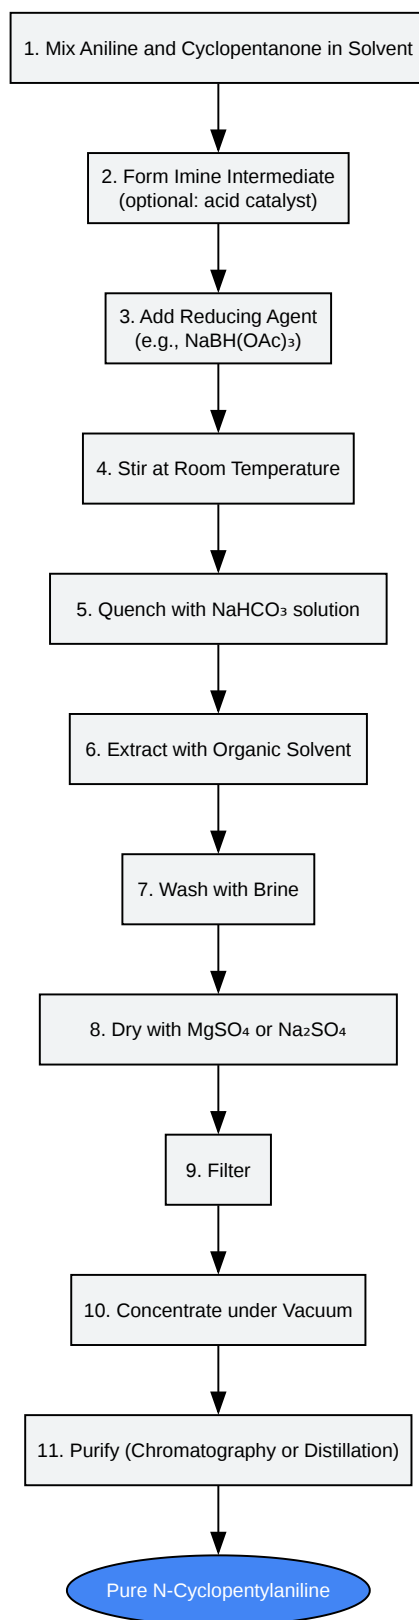 1. Mix Aniline and Cyclopentanone in Solvent
2. Form Imine Intermediate
(optional: acid catalyst)
3. Add Reducing Agent
(e.g., NaBH(OAc)₃)
4. Stir at Room Temperature
5. Quench with NaHCO₃ solution
6. Extract with Organic Solvent
7. Wash with Brine
8. Dry with MgSO₄ or Na₂SO₄
9. Filter
10. Concentrate under Vacuum
11. Purify (Chromatography or Distillation)
Pure N-Cyclopentylaniline